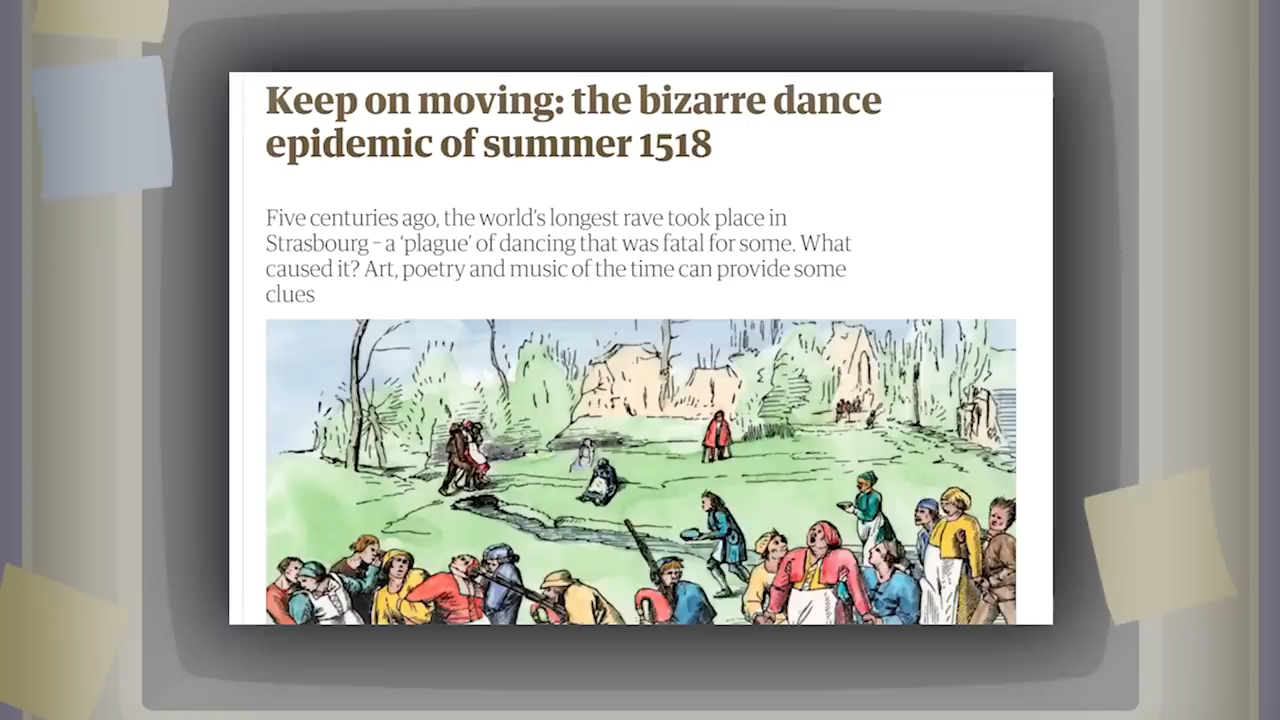 Keep on moving: the bizarre dance
epidemic of summer 1518
Five centuries ago, the world's longest rave took place in
Strasbourg – a ‘plague’ of dancing that was fatal for some. What
caused it? Art, poetry and music of the time can provide some
clues